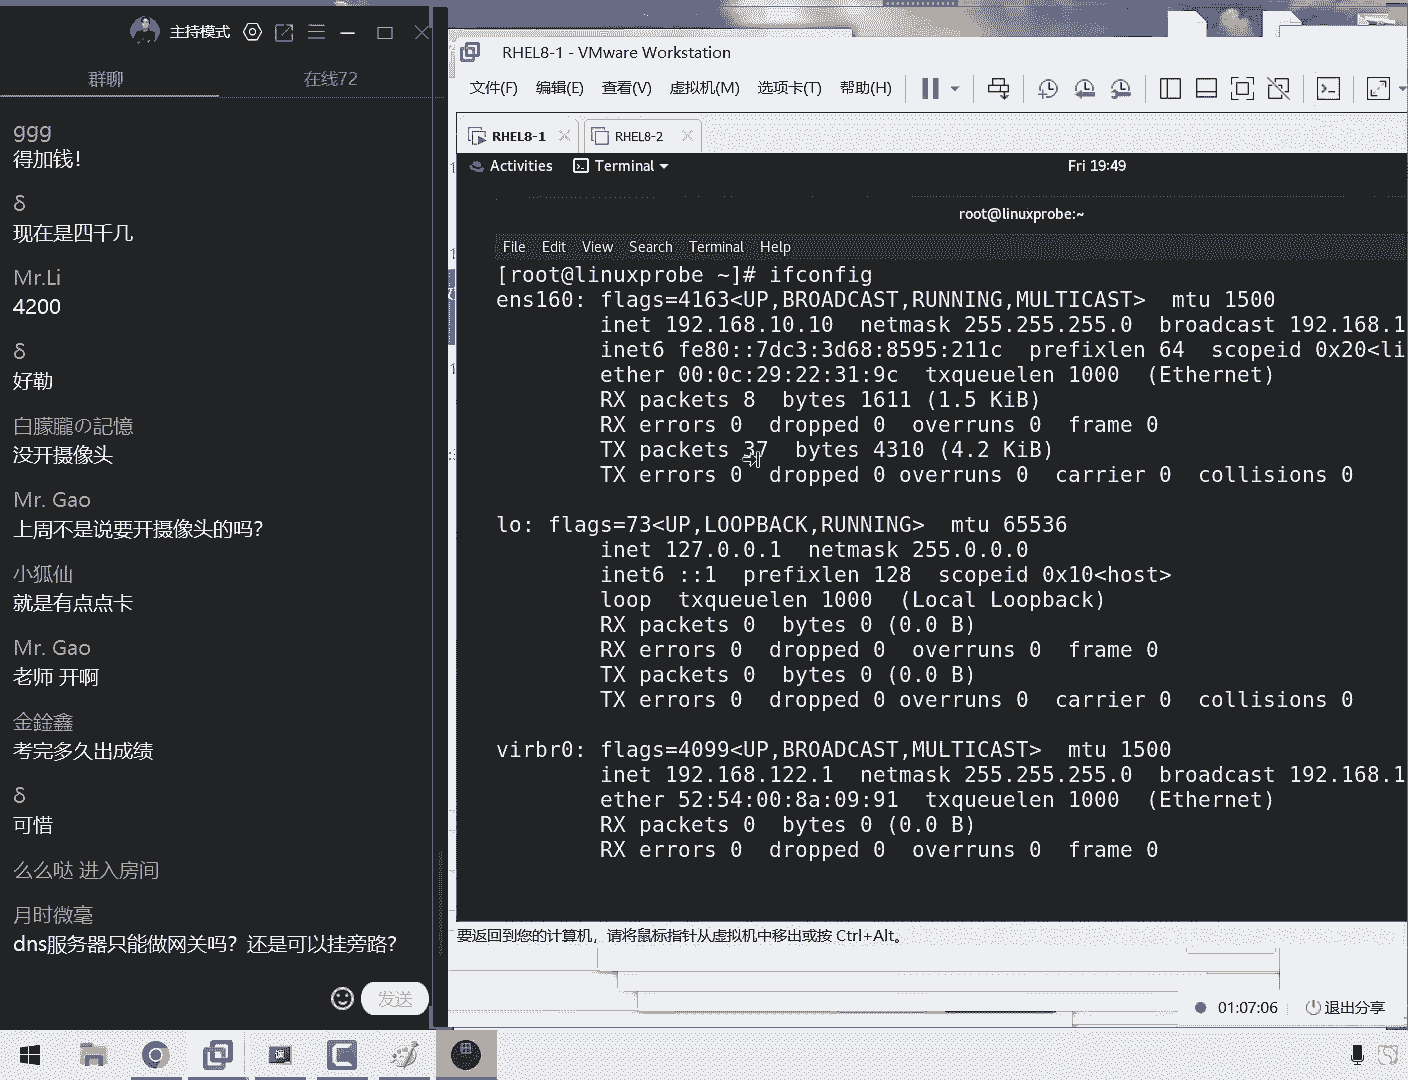 主持模式
群聊
在线72
ggg
得加钱！
δ
现在是四千几
Mr.Li
4200
δ
好勒
白朦朧の記憶
没开摄像头
Mr. Gao
上周不是说要开摄像头的吗？
小狐仙
就是有点点卡
Mr. Gao
老师 开啊
金鍂鑫
考完多久出成绩
δ
可惜
么么哒 进入房间
月时微毫
dns服务器只能做网关吗？还是可以挂旁路？
发送
RHEL8-1 - VMware Workstation
文件(F) 编辑(E) 查看(V) 虚拟机(M) 选项卡(T) 帮助(H)
RHEL8-1 RHEL8-2
Activities Terminal Fri 19:49
root@linuxprobe:~
File Edit View Search Terminal Help
[root@linuxprobe ~]# ifconfig
ens160: flags=4163<UP,BROADCAST,RUNNING,MULTICAST> mtu 1500
inet 192.168.10.10 netmask 255.255.255.0 broadcast 192.168.1
inet6 fe80::7dc3:3d68:8595:211c prefixlen 64 scopeid 0x20<li
ether 00:0c:29:22:31:9c txqueuelen 1000 (Ethernet)
RX packets 8 bytes 1611 (1.5 KiB)
RX errors 0 dropped 0 overruns 0 frame 0
TX packets 37 bytes 4310 (4.2 KiB)
TX errors 0 dropped 0 overruns 0 carrier 0 collisions 0
lo: flags=73<UP,LOOPBACK,RUNNING> mtu 65536
inet 127.0.0.1 netmask 255.0.0.0
inet6 ::1 prefixlen 128 scopeid 0x10<host>
loop txqueuelen 1000 (Local Loopback)
RX packets 0 bytes 0 (0.0 B)
RX errors 0 dropped 0 overruns 0 frame 0
TX packets 0 bytes 0 (0.0 B)
TX errors 0 dropped 0 overruns 0 carrier 0 collisions 0
virbr0: flags=4099<UP,BROADCAST,MULTICAST> mtu 1500
inet 192.168.122.1 netmask 255.255.255.0 broadcast 192.168.1
ether 52:54:00:8a:09:91 txqueuelen 1000 (Ethernet)
RX packets 0 bytes 0 (0.0 B)
RX errors 0 dropped 0 overruns 0 frame 0
要返回到您的计算机，请将鼠标指针从虚拟机中移出或按 Ctrl+Alt。
01:07:06 退出分享